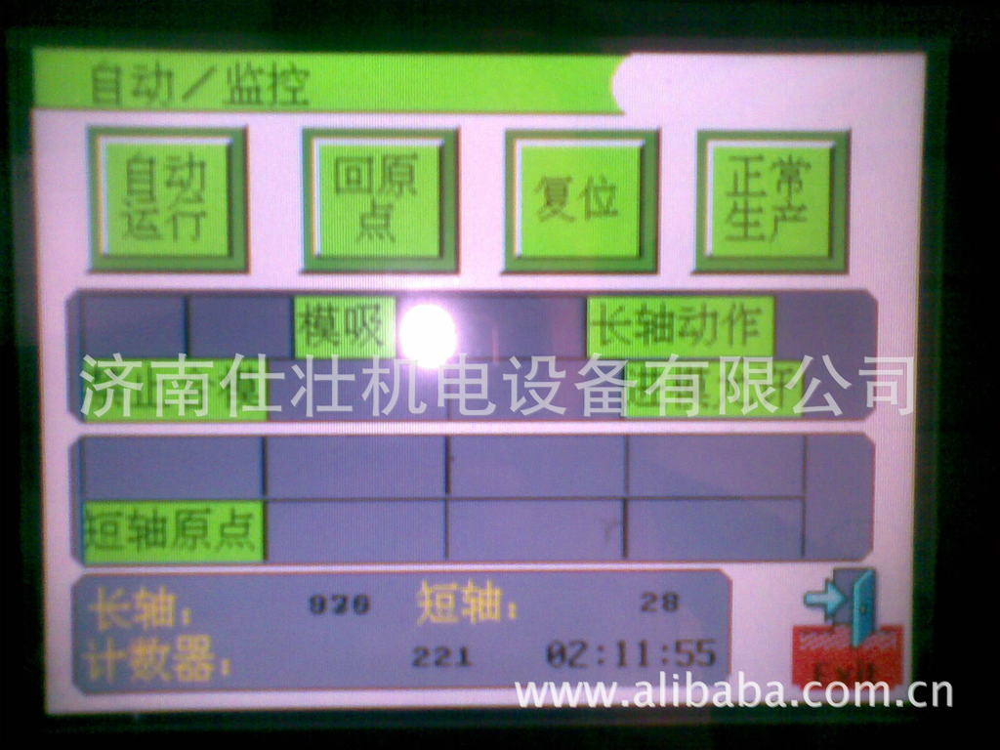 自动／监控
自动
运行
回原
点
复位
正常
生产
模吸
长轴动作
济南仕壮机电设备有限公司
短轴原点
长轴：
短轴：
28
计数器：
221
02:11:55
Exit
www.alibaba.com.cn